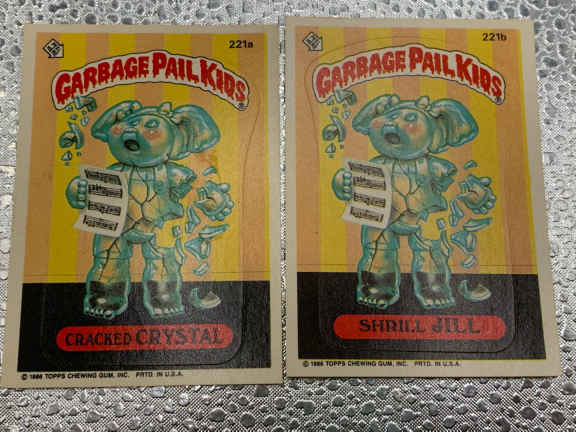 221a
GARBAGE PAIL KIDS
CRACKED CRYSTAL
© 1986 TOPPS CHEWING GUM, INC. PRTD. IN U.S.A.
221b
GARBAGE PAIL KIDS
SHRILL JILL
© 1986 TOPPS CHEWING GUM, INC. PRTD. IN U.S.A.